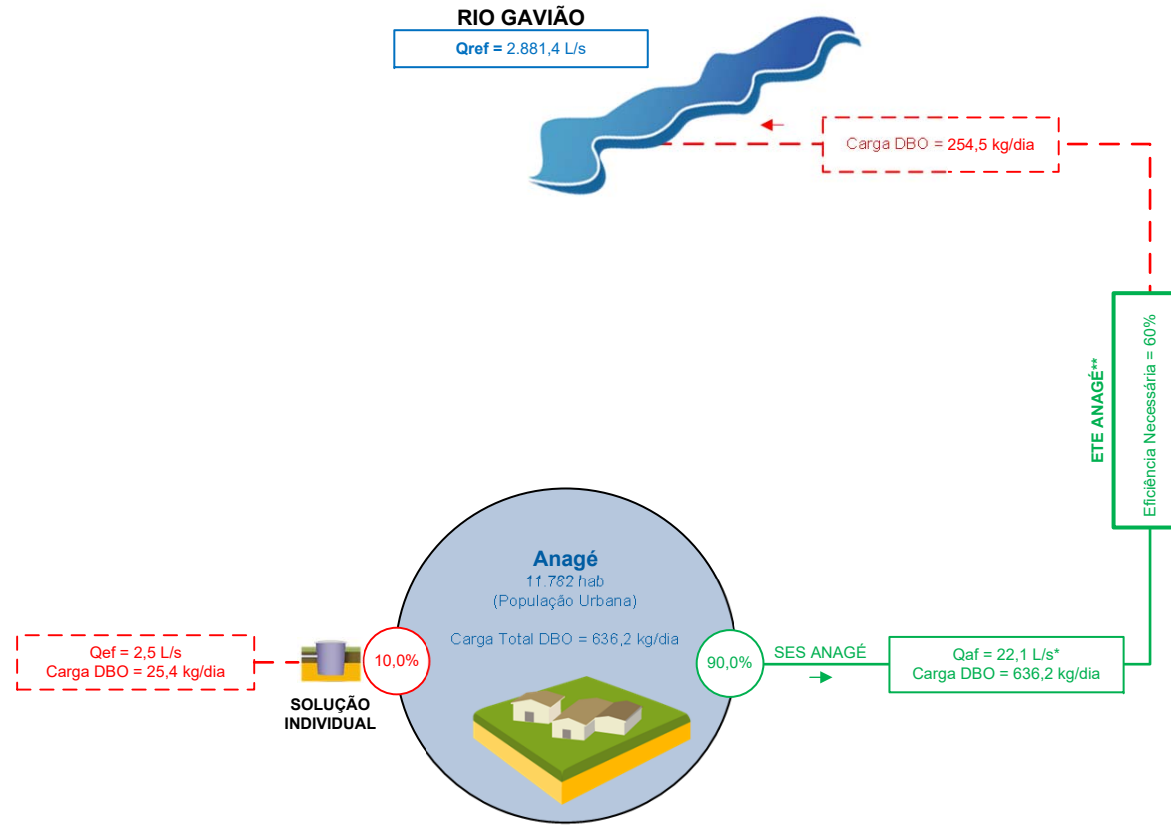 RIO GAVIÃO
Qref = 2.881,4 L/s
Carga DBO = 254,5 kg/dia
ETE ANAGÉ**
Eficiência Necessária = 60%
Anagé
11.782 hab
(População Urbana)
Carga Total DBO = 636,2 kg/dia
Qef = 2,5 L/s
Carga DBO = 25,4 kg/dia
SOLUÇÃO
INDIVIDUAL
10,0%
90,0%
SES ANAGÉ
Qaf = 22,1 L/s*
Carga DBO = 636,2 kg/dia